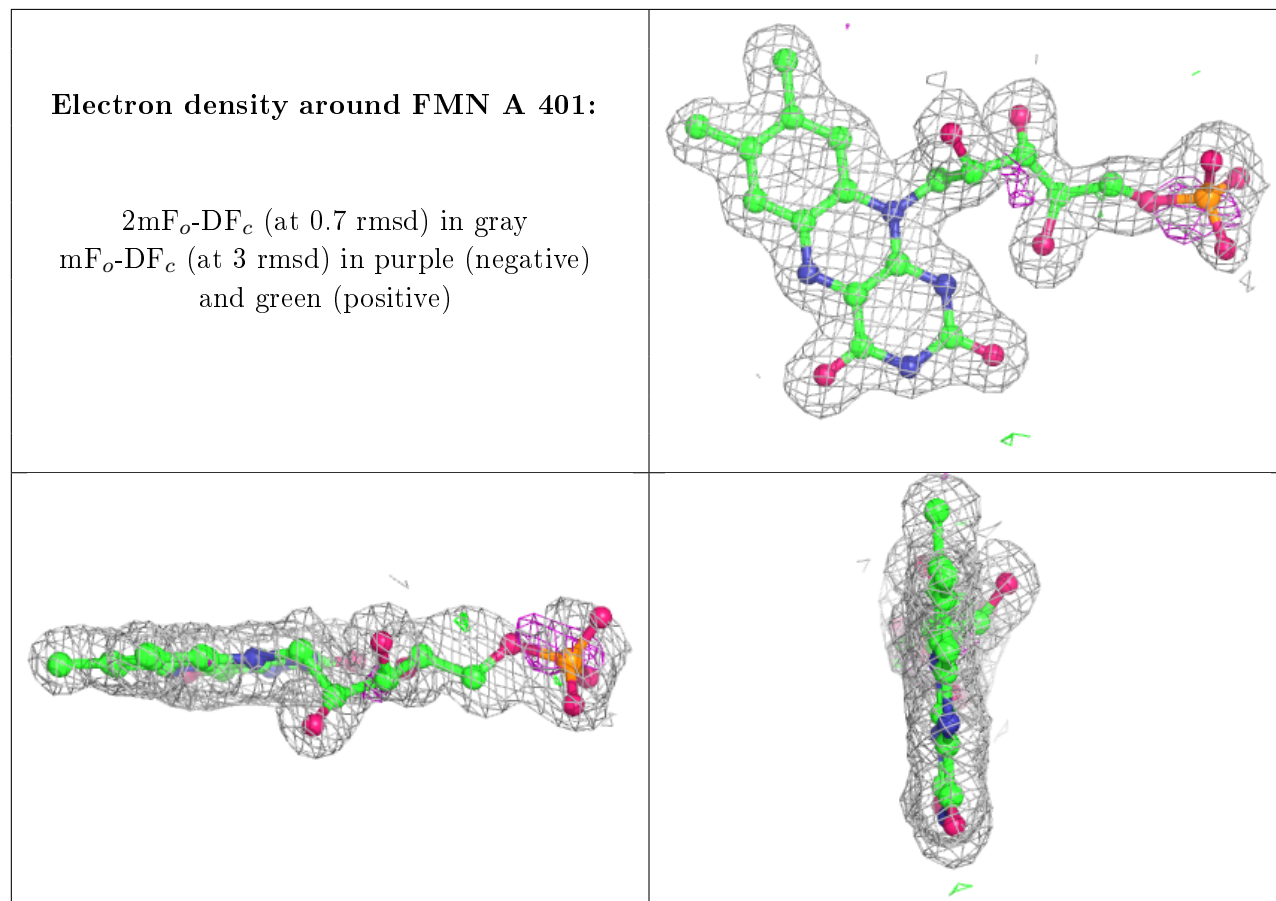 Electron density around FMN A 401:
2mFo-DFc (at 0.7 rmsd) in gray
mFo-DFc (at 3 rmsd) in purple (negative)
and green (positive)